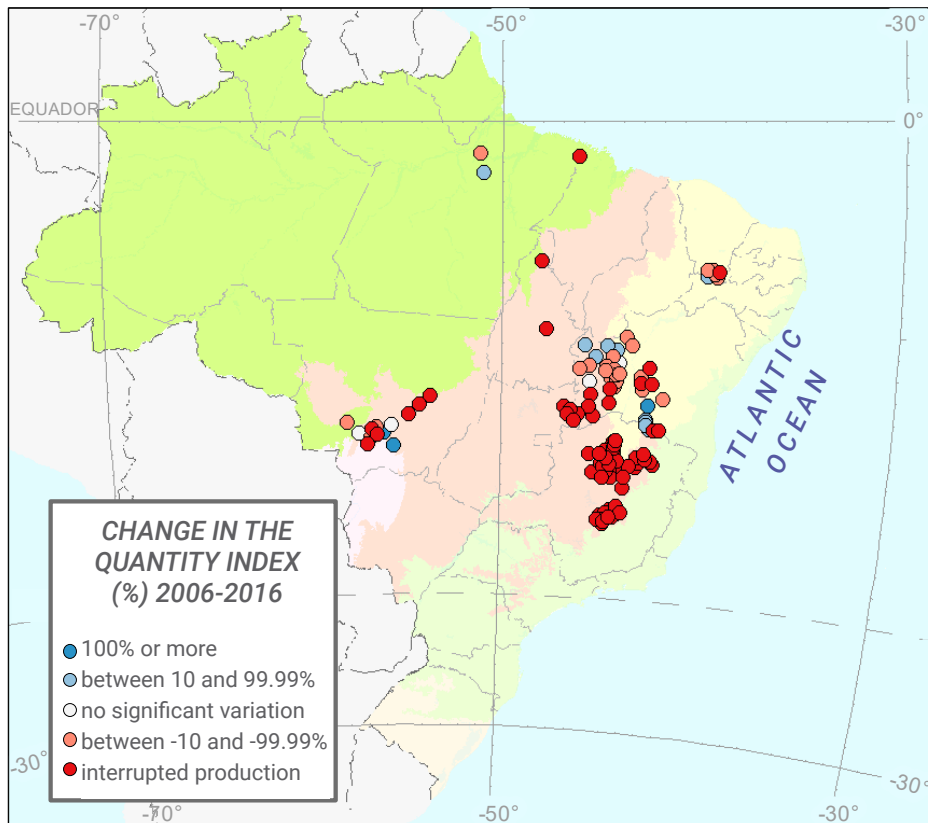 -70°
-50°
-30°
EQUADOR
0°
ATLANTIC
OCEAN
CHANGE IN THE
QUANTITY INDEX
(%) 2006-2016
100% or more
between 10 and 99.99%
no significant variation
between -10 and -99.99%
interrupted production
-30°
-30°
-70°
-50°
-30°